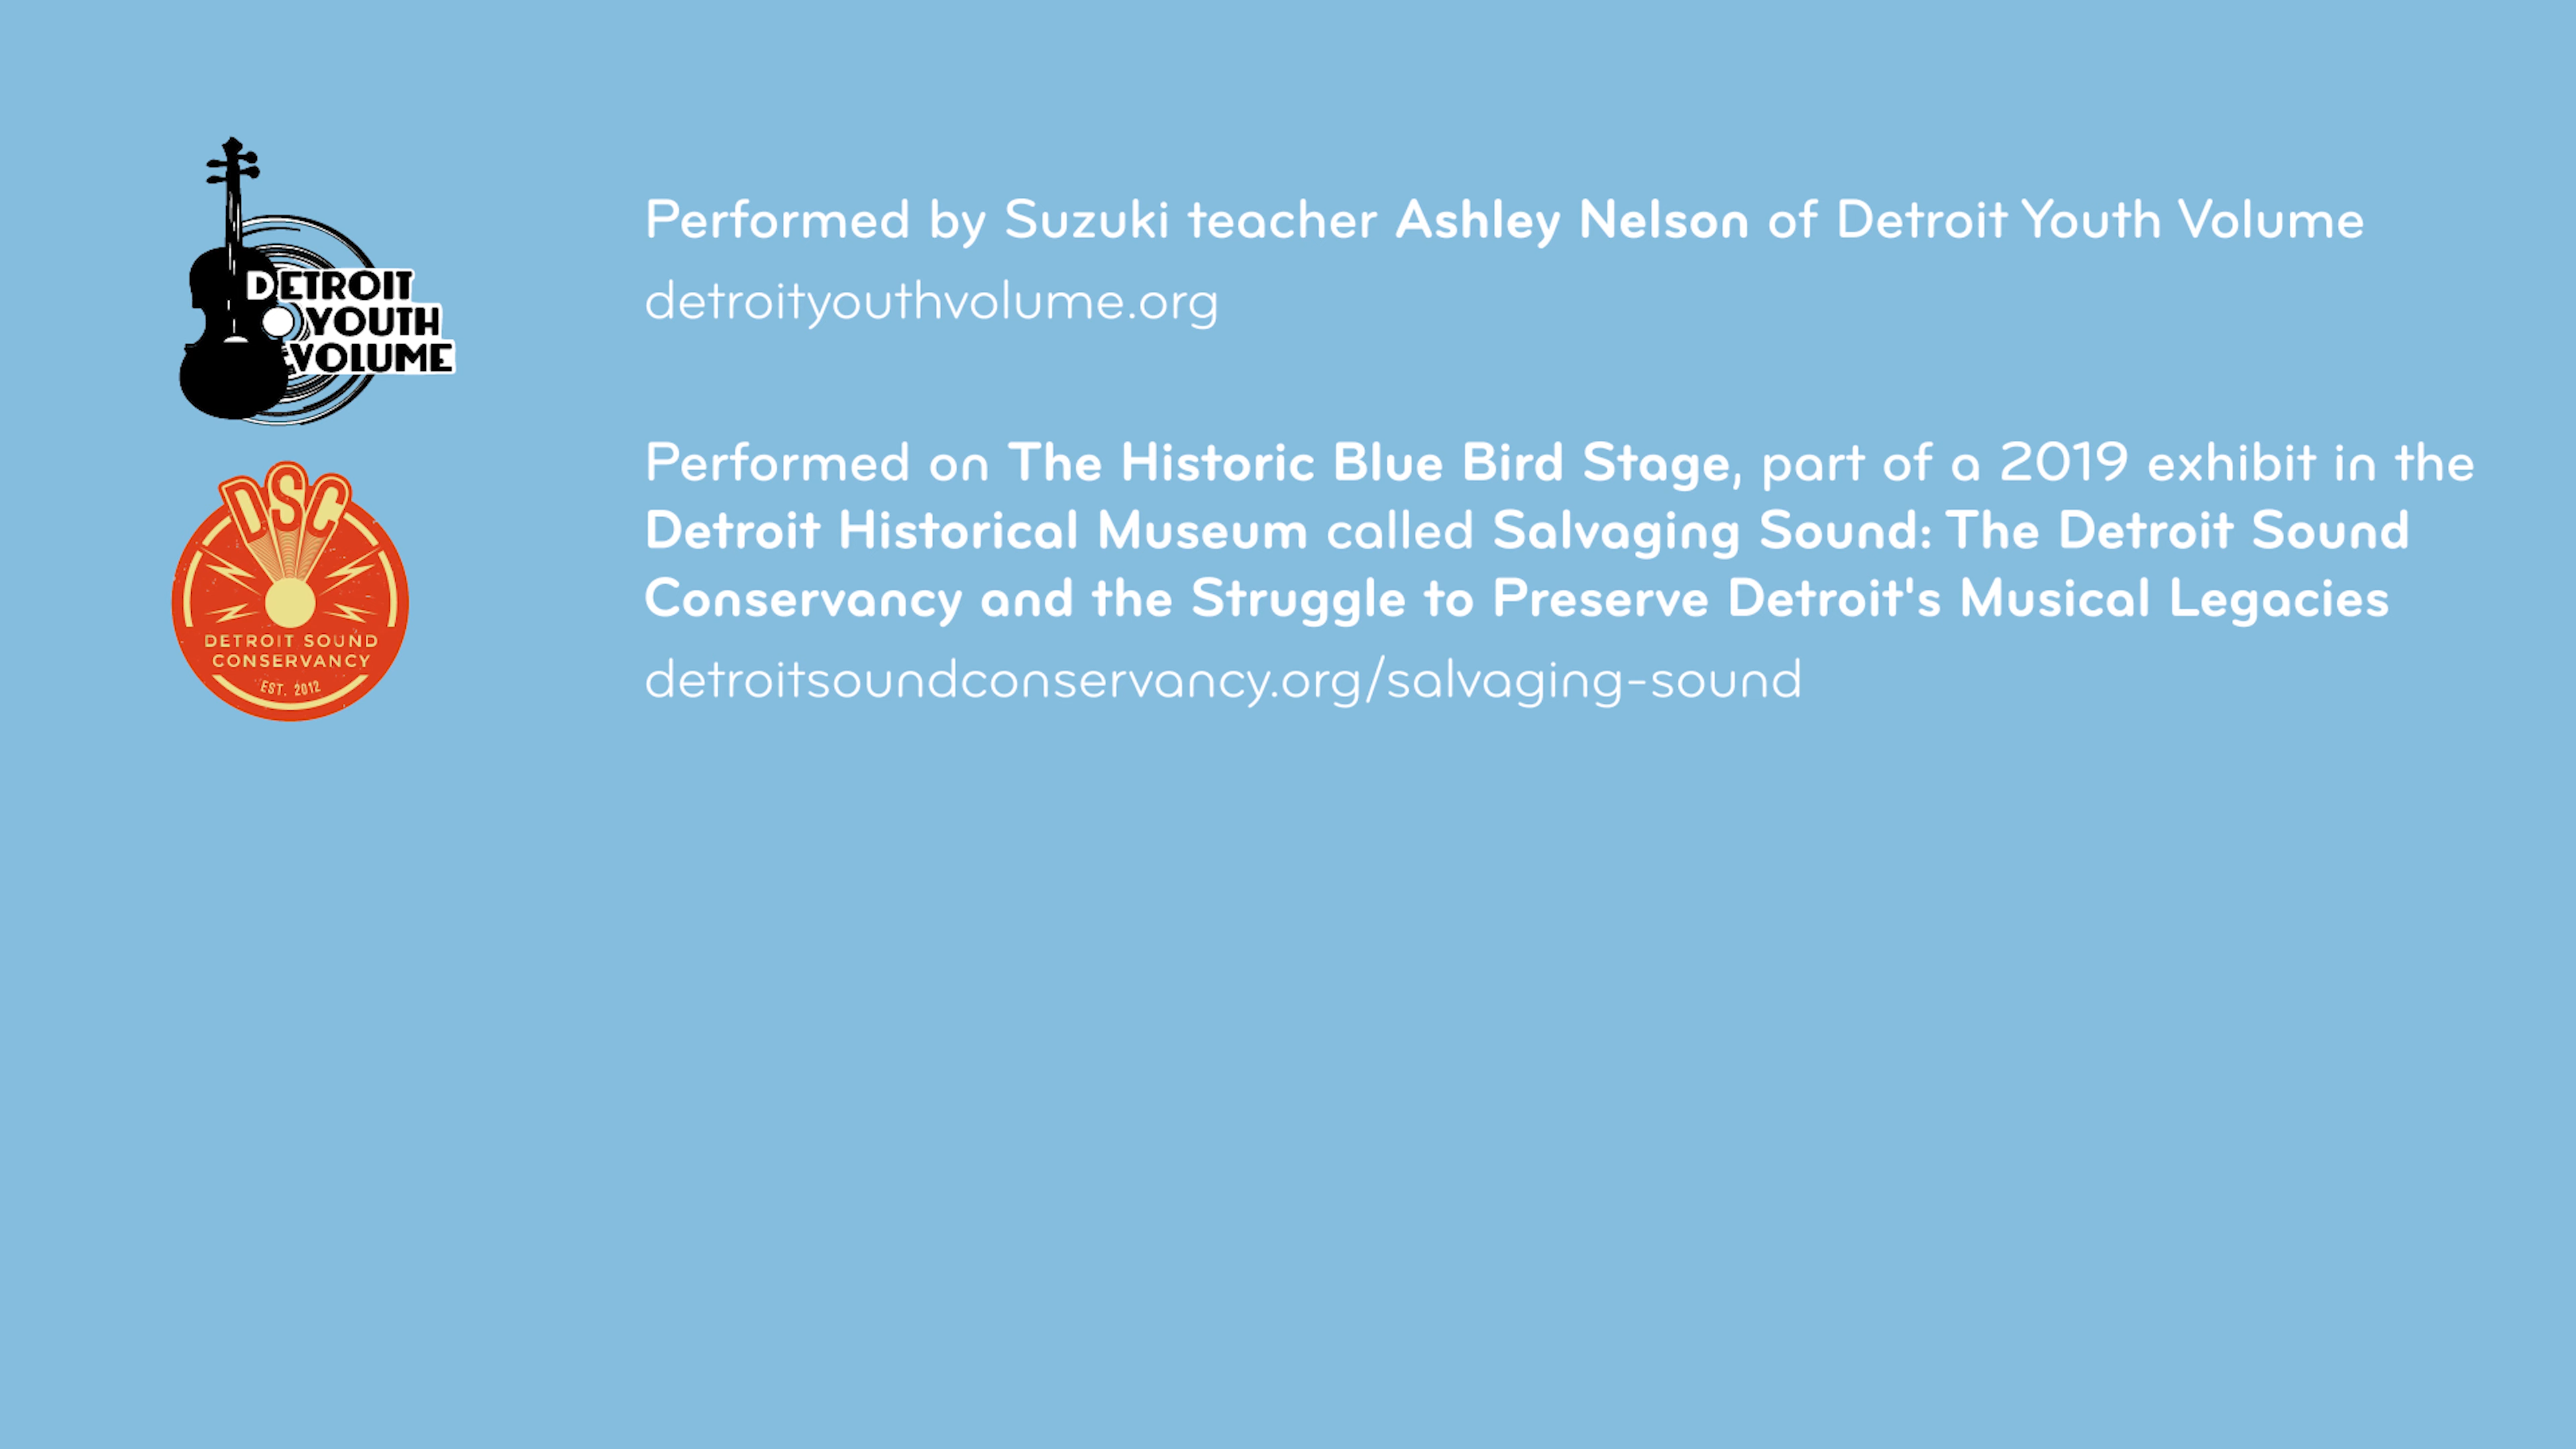 DETROIT
YOUTH
VOLUME
Performed by Suzuki teacher Ashley Nelson of Detroit Youth Volume
detroityouthvolume.org
DSC
DETROIT SOUND
CONSERVANCY
EST. 2012
Performed on The Historic Blue Bird Stage, part of a 2019 exhibit in the
Detroit Historical Museum called Salvaging Sound: The Detroit Sound
Conservancy and the Struggle to Preserve Detroit's Musical Legacies
detroitsoundconservancy.org/salvaging-sound